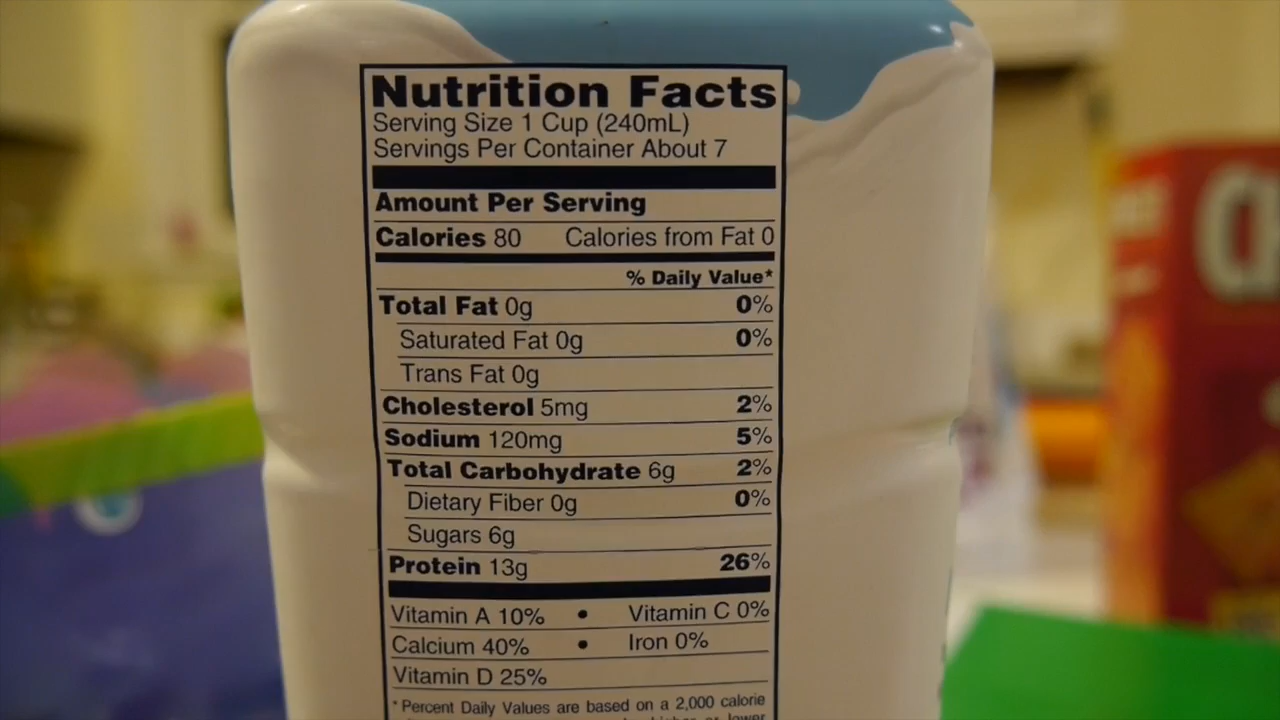 Nutrition Facts
Serving Size 1 Cup (240mL)
Servings Per Container About 7
Amount Per Serving
Calories 80 Calories from Fat 0
% Daily Value*
Total Fat 0g 0%
Saturated Fat 0g 0%
Trans Fat 0g
Cholesterol 5mg 2%
Sodium 120mg 5%
Total Carbohydrate 6g 2%
Dietary Fiber 0g 0%
Sugars 6g
Protein 13g 26%
Vitamin A 10% • Vitamin C 0%
Calcium 40% • Iron 0%
Vitamin D 25%
*Percent Daily Values are based on a 2,000 calorie